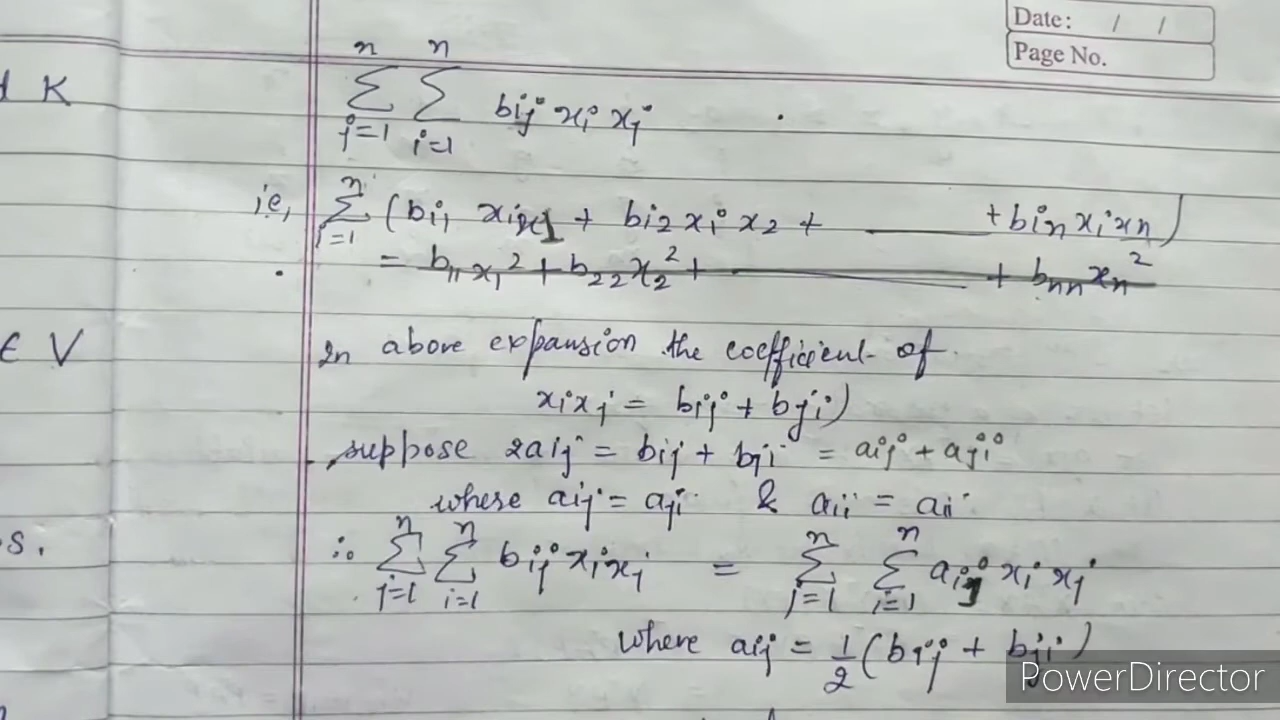 Date: / /
Page No.
K
n n
Σ Σ bij xi xj
j=1 i=1
n
i.e, Σ (bi1 xi x1 + bi2 xi x2 + ——— + bin xi xn)
i=1
= b11 x1² + b22 x2² + ——— + bnn xn²
∈ V
In above expansion the coefficient of
xi xj = bij + bji)
suppose 2aij = bij + bji = aij + aji
where aij = aji & aii = aii
s.
n n n n
∴ Σ Σ bij xi xj = Σ Σ aij xi xj
j=1 i=1 j=1 i=1
where aij = 1/2 (bij + bji)
PowerDirector